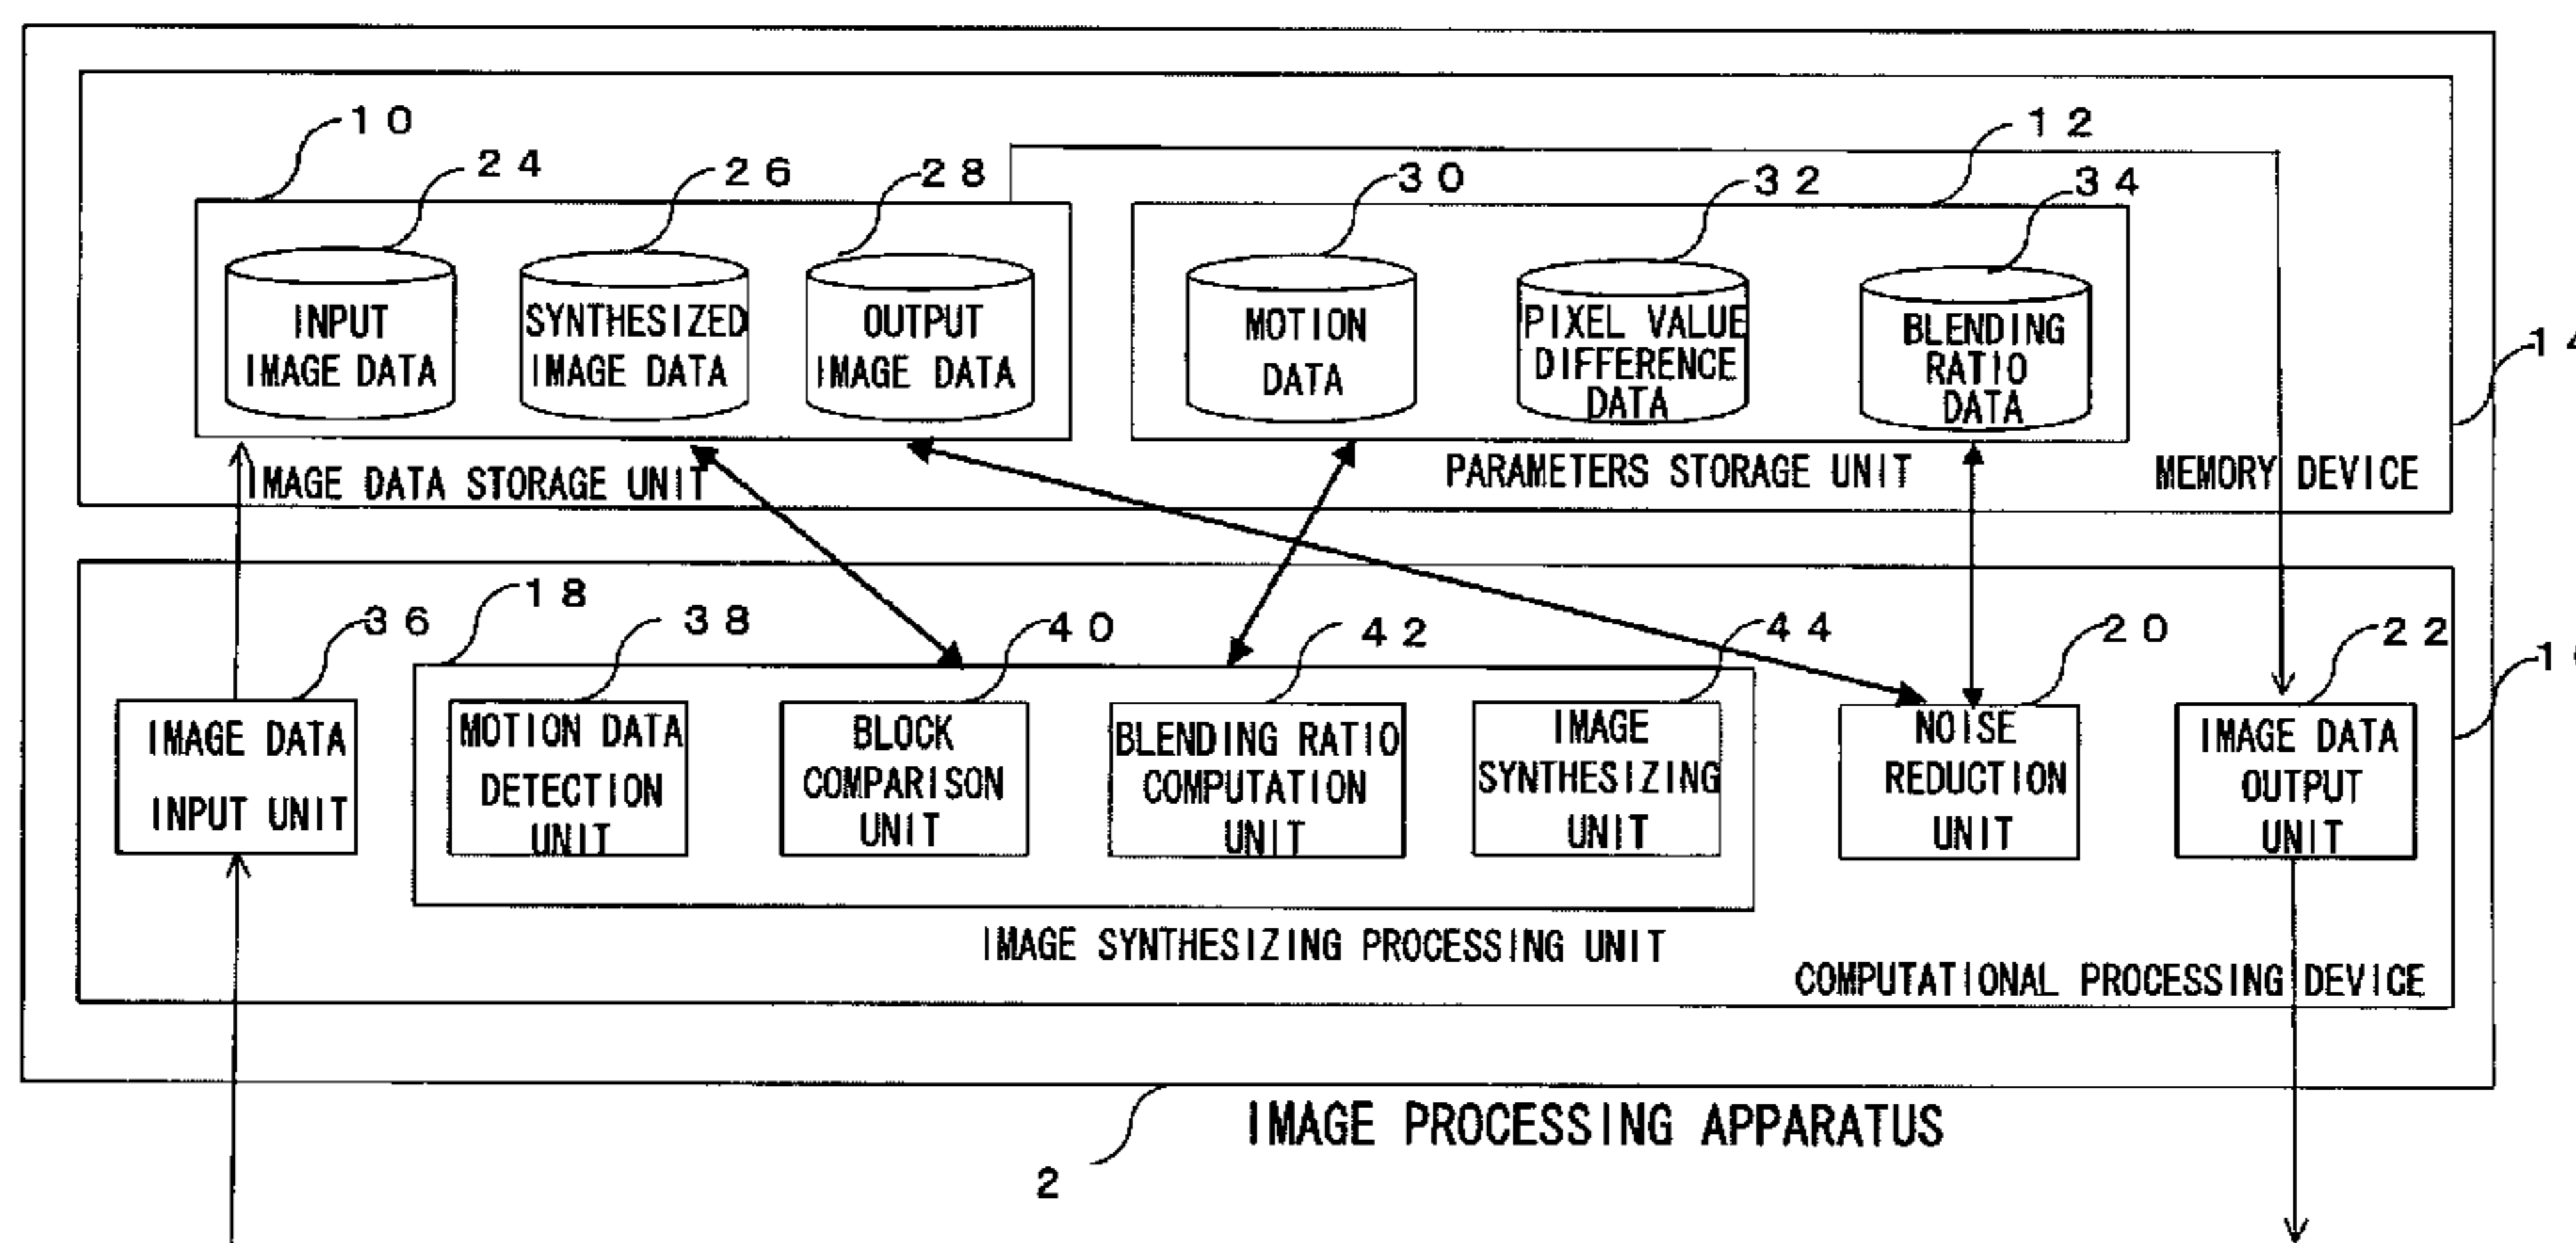 10
24
26
28
12
30
32
34
INPUT
IMAGE DATA
SYNTHESIZED
IMAGE DATA
OUTPUT
IMAGE DATA
MOTION
DATA
PIXEL VALUE
DIFFERENCE
DATA
BLENDING
RATIO
DATA
14
IMAGE DATA STORAGE UNIT
PARAMETERS STORAGE UNIT
MEMORY DEVICE
18
36
38
40
42
44
20
22
IMAGE DATA
INPUT UNIT
MOTION DATA
DETECTION
UNIT
BLOCK
COMPARISON
UNIT
BLENDING RATIO
COMPUTATION
UNIT
IMAGE
SYNTHESIZING
UNIT
NOISE
REDUCTION
UNIT
IMAGE DATA
OUTPUT
UNIT
IMAGE SYNTHESIZING PROCESSING UNIT
COMPUTATIONAL PROCESSING DEVICE
IMAGE PROCESSING APPARATUS
2